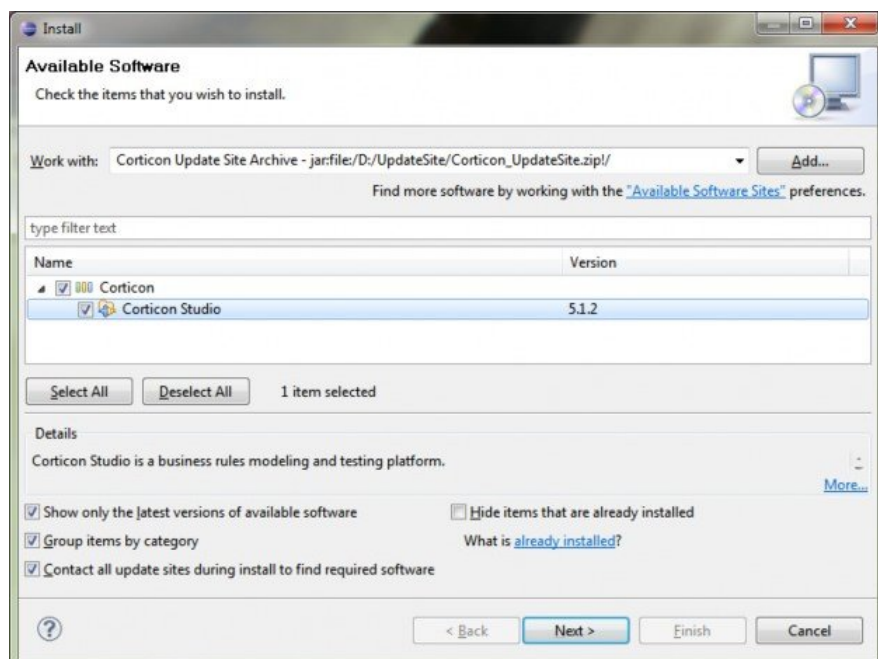 Install
Available Software
Check the items that you wish to install.
Work with: Corticon Update Site Archive - jar:file:/D:/UpdateSite/Corticon_UpdateSite.zip!/ Add...
Find more software by working with the "Available Software Sites" preferences.
type filter text
Name Version
Corticon
Corticon Studio 5.1.2
Select All Deselect All 1 item selected
Details
Corticon Studio is a business rules modeling and testing platform.
More...
Show only the latest versions of available software Hide items that are already installed
Group items by category What is already installed?
Contact all update sites during install to find required software
< Back Next > Finish Cancel